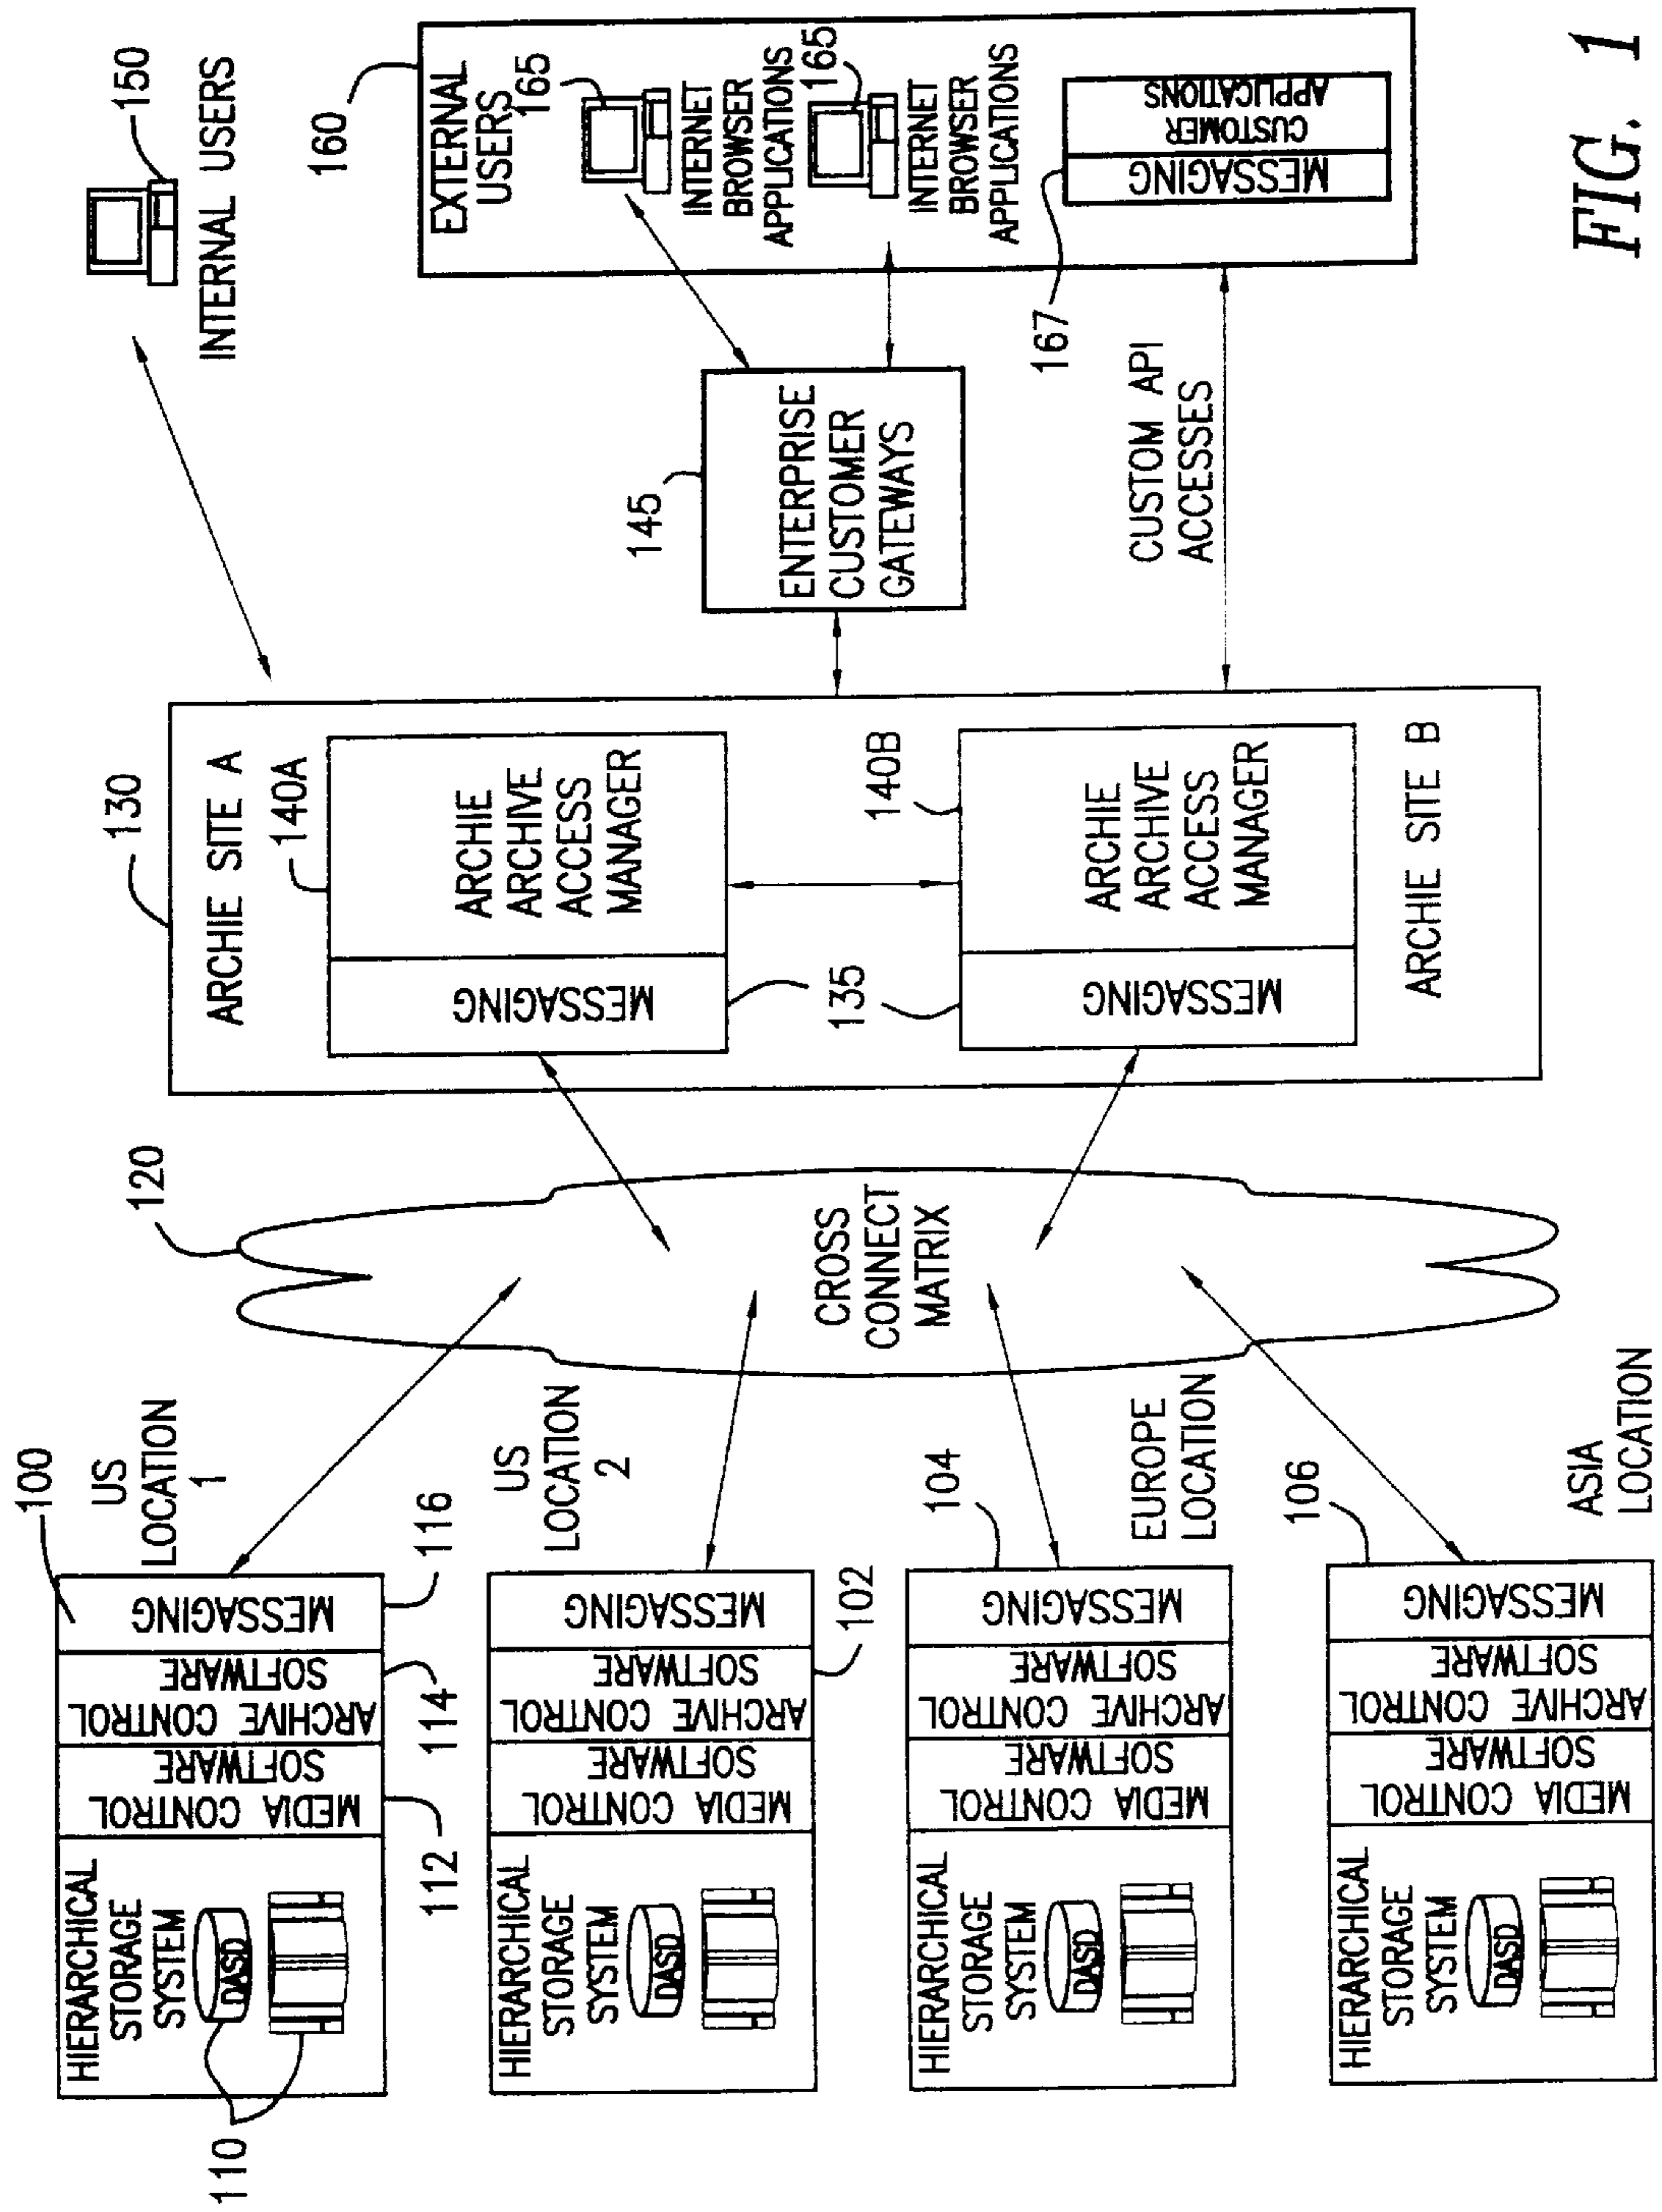 110
HIERARCHICAL
STORAGE
SYSTEM
DASD
MEDIA CONTROL
SOFTWARE
ARCHIVE CONTROL
SOFTWARE
MESSAGING
100
112
114
116
US
LOCATION
1
HIERARCHICAL
STORAGE
SYSTEM
DASD
MEDIA CONTROL
SOFTWARE
ARCHIVE CONTROL
SOFTWARE
MESSAGING
102
US
LOCATION
2
HIERARCHICAL
STORAGE
SYSTEM
DASD
MEDIA CONTROL
SOFTWARE
ARCHIVE CONTROL
SOFTWARE
MESSAGING
104
EUROPE
LOCATION
HIERARCHICAL
STORAGE
SYSTEM
DASD
MEDIA CONTROL
SOFTWARE
ARCHIVE CONTROL
SOFTWARE
MESSAGING
106
ASIA
LOCATION
120
CROSS
CONNECT
MATRIX
130
ARCHIE SITE A
140A
MESSAGING
ARCHIE
ARCHIVE
ACCESS
MANAGER
135
140B
MESSAGING
ARCHIE
ARCHIVE
ACCESS
MANAGER
ARCHIE SITE B
145
ENTERPRISE
CUSTOMER
GATEWAYS
CUSTOM API
ACCESSES
150
INTERNAL USERS
160
EXTERNAL
USERS
165
INTERNET
BROWSER
APPLICATIONS
165
INTERNET
BROWSER
APPLICATIONS
167
MESSAGING
CUSTOMER
APPLICATIONS
FIG. 1